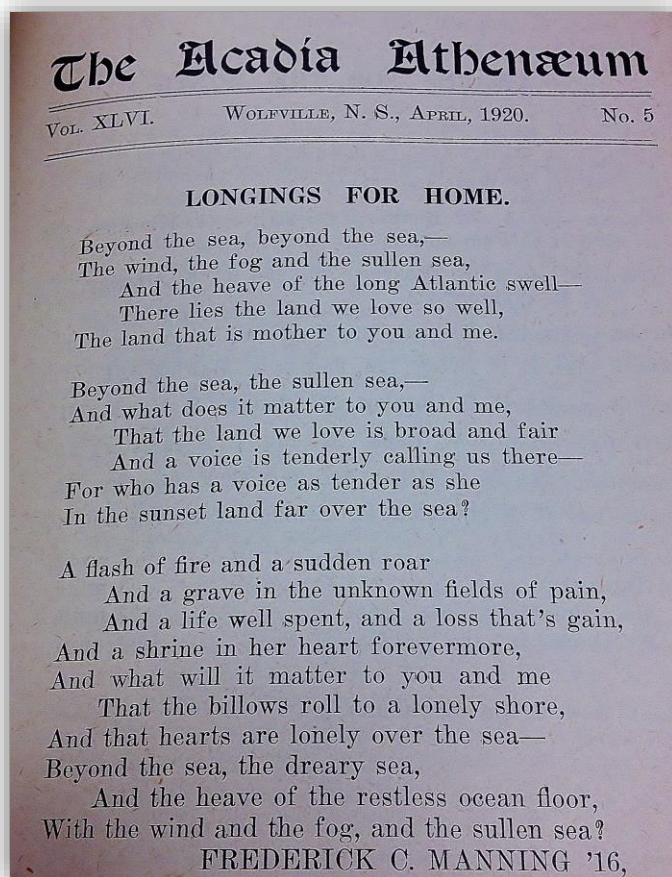 The Acadia Athenæum
VOL. XLVI. WOLFVILLE, N. S., APRIL, 1920. No. 5
LONGINGS FOR HOME.
Beyond the sea, beyond the sea,—
The wind, the fog and the sullen sea,
And the heave of the long Atlantic swell—
There lies the land we love so well,
The land that is mother to you and me.
Beyond the sea, the sullen sea,—
And what does it matter to you and me,
That the land we love is broad and fair
And a voice is tenderly calling us there—
For who has a voice as tender as she
In the sunset land far over the sea?
A flash of fire and a sudden roar
And a grave in the unknown fields of pain,
And a life well spent, and a loss that's gain,
And a shrine in her heart forevermore,
And what will it matter to you and me
That the billows roll to a lonely shore,
And that hearts are lonely over the sea—
Beyond the sea, the dreary sea,
And the heave of the restless ocean floor,
With the wind and the fog, and the sullen sea?
FREDERICK C. MANNING '16,